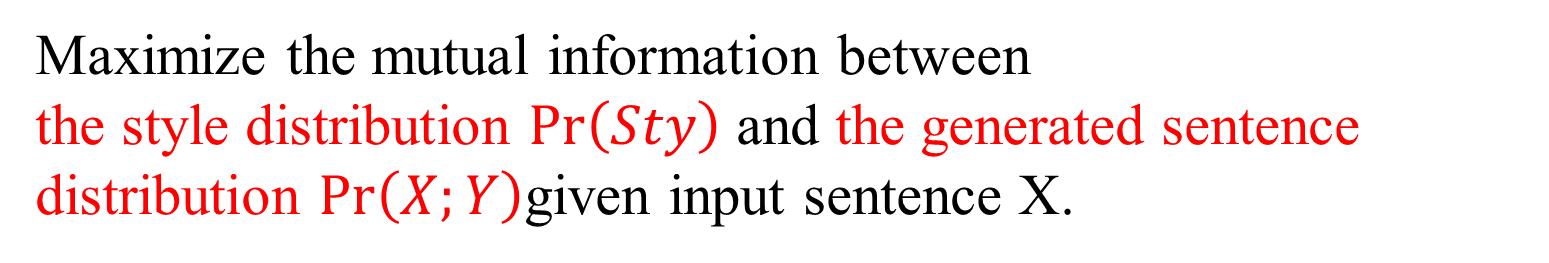 Maximize the mutual information between
the style distribution Pr(Sty) and the generated sentence
distribution Pr(X; Y)given input sentence X.